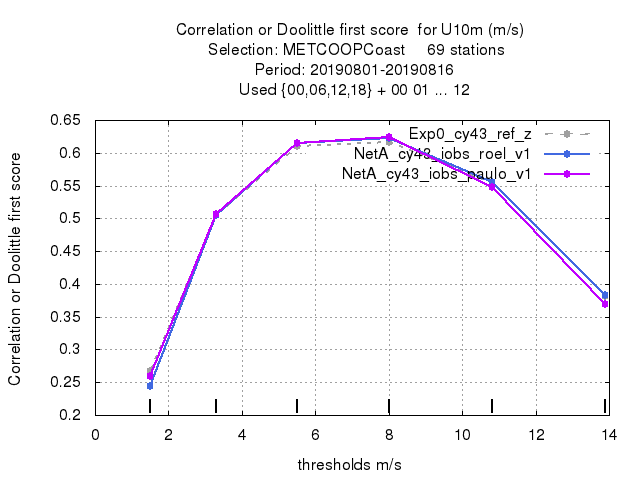 Correlation or Doolittle first score  for U10m (m/s)
Selection: METCOOPCoast     69 stations
Period: 20190801-20190816
Used {00,06,12,18} + 00 01 ... 12
Exp0_cy43_ref_z
NetA_cy43_iobs_roel_v1
NetA_cy43_iobs_paulo_v1
Correlation or Doolittle first score
0.65
0.6
0.55
0.5
0.45
0.4
0.35
0.3
0.25
0.2
0 2 4 6 8 10 12 14
thresholds m/s